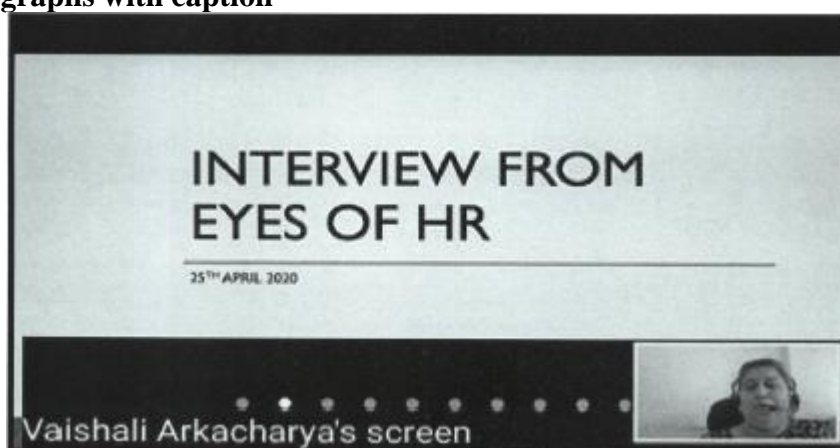 graphs with caption
INTERVIEW FROM
EYES OF HR
25TH APRIL 2020
Vaishali Arkacharya's screen